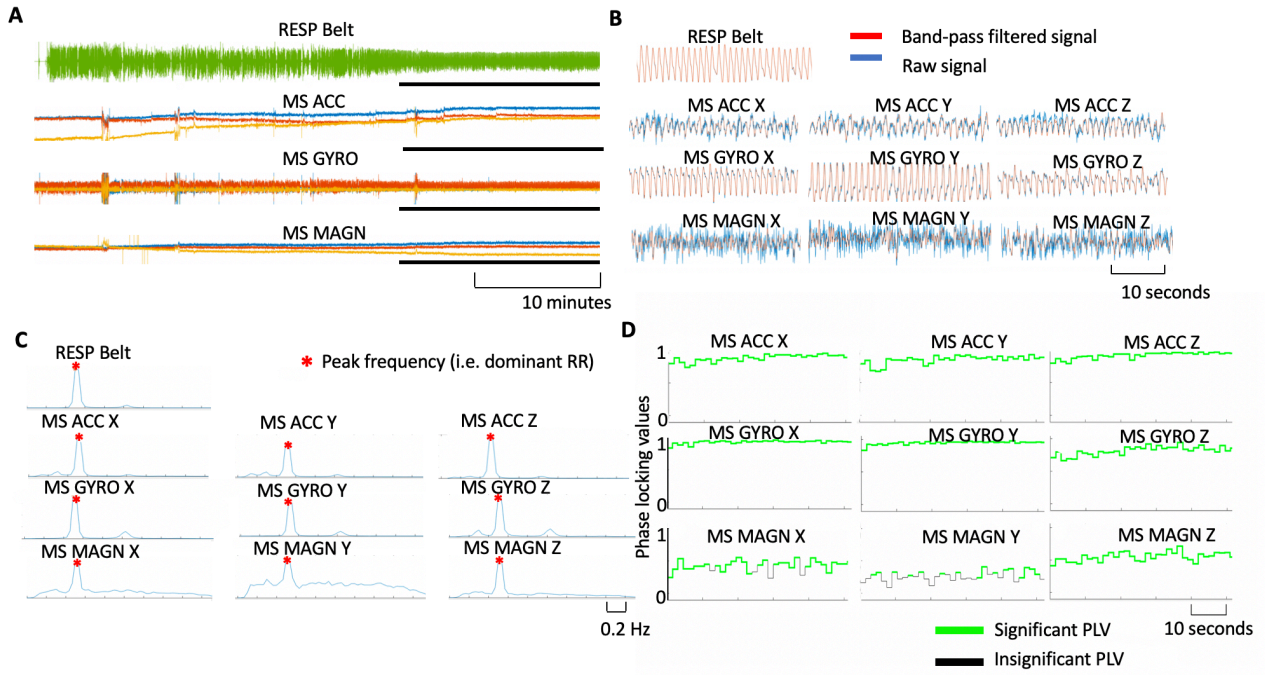 A
RESP Belt
MS ACC
MS GYRO
MS MAGN
10 minutes
B
RESP Belt
Band-pass filtered signal
Raw signal
MS ACC X
MS ACC Y
MS ACC Z
MS GYRO X
MS GYRO Y
MS GYRO Z
MS MAGN X
MS MAGN Y
MS MAGN Z
10 seconds
C
RESP Belt
* Peak frequency (i.e. dominant RR)
MS ACC X
MS ACC Y
MS ACC Z
MS GYRO X
MS GYRO Y
MS GYRO Z
MS MAGN X
MS MAGN Y
MS MAGN Z
0.2 Hz
D
Phase locking values
MS ACC X
MS ACC Y
MS ACC Z
1
0
MS GYRO X
MS GYRO Y
MS GYRO Z
1
0
MS MAGN X
MS MAGN Y
MS MAGN Z
1
0
10 seconds
Significant PLV
Insignificant PLV